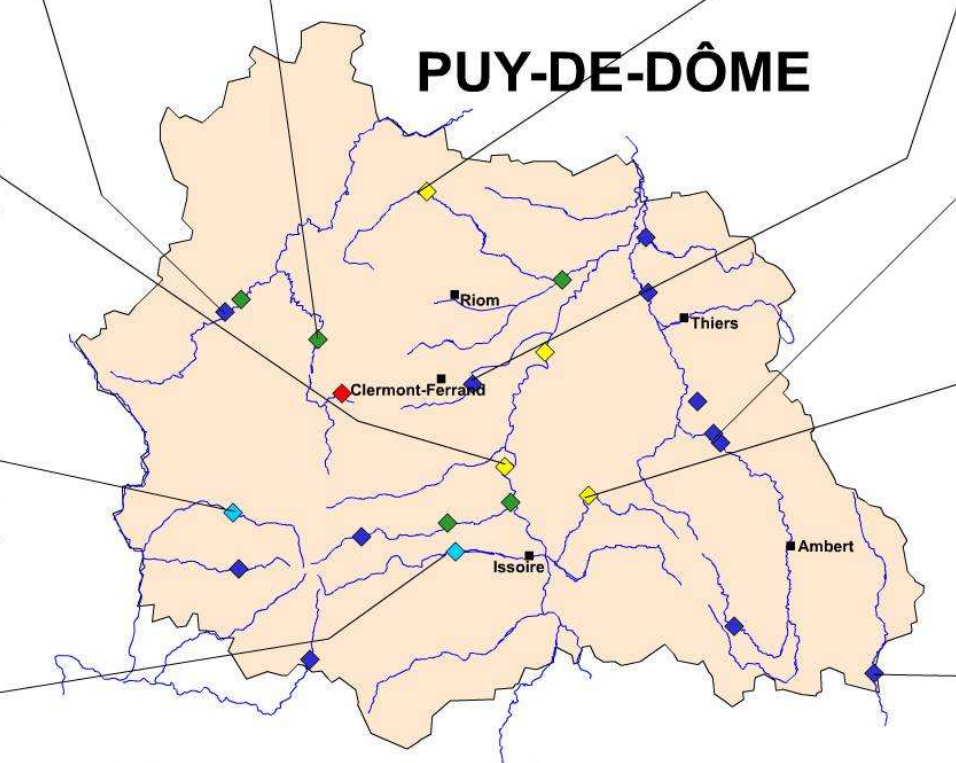 PUY-DE-DÔME
Riom
Thiers
Clermont-Ferrand
Ambert
Issoire